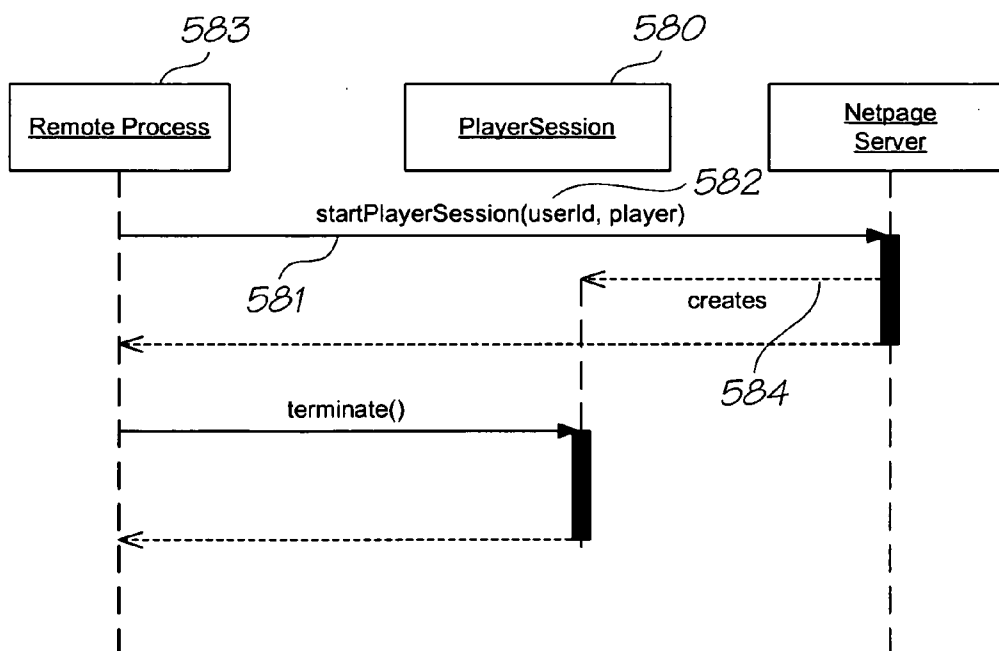 583
580
Remote Process
PlayerSession
Netpage
Server
582
startPlayerSession(userId, player)
581
creates
584
terminate()